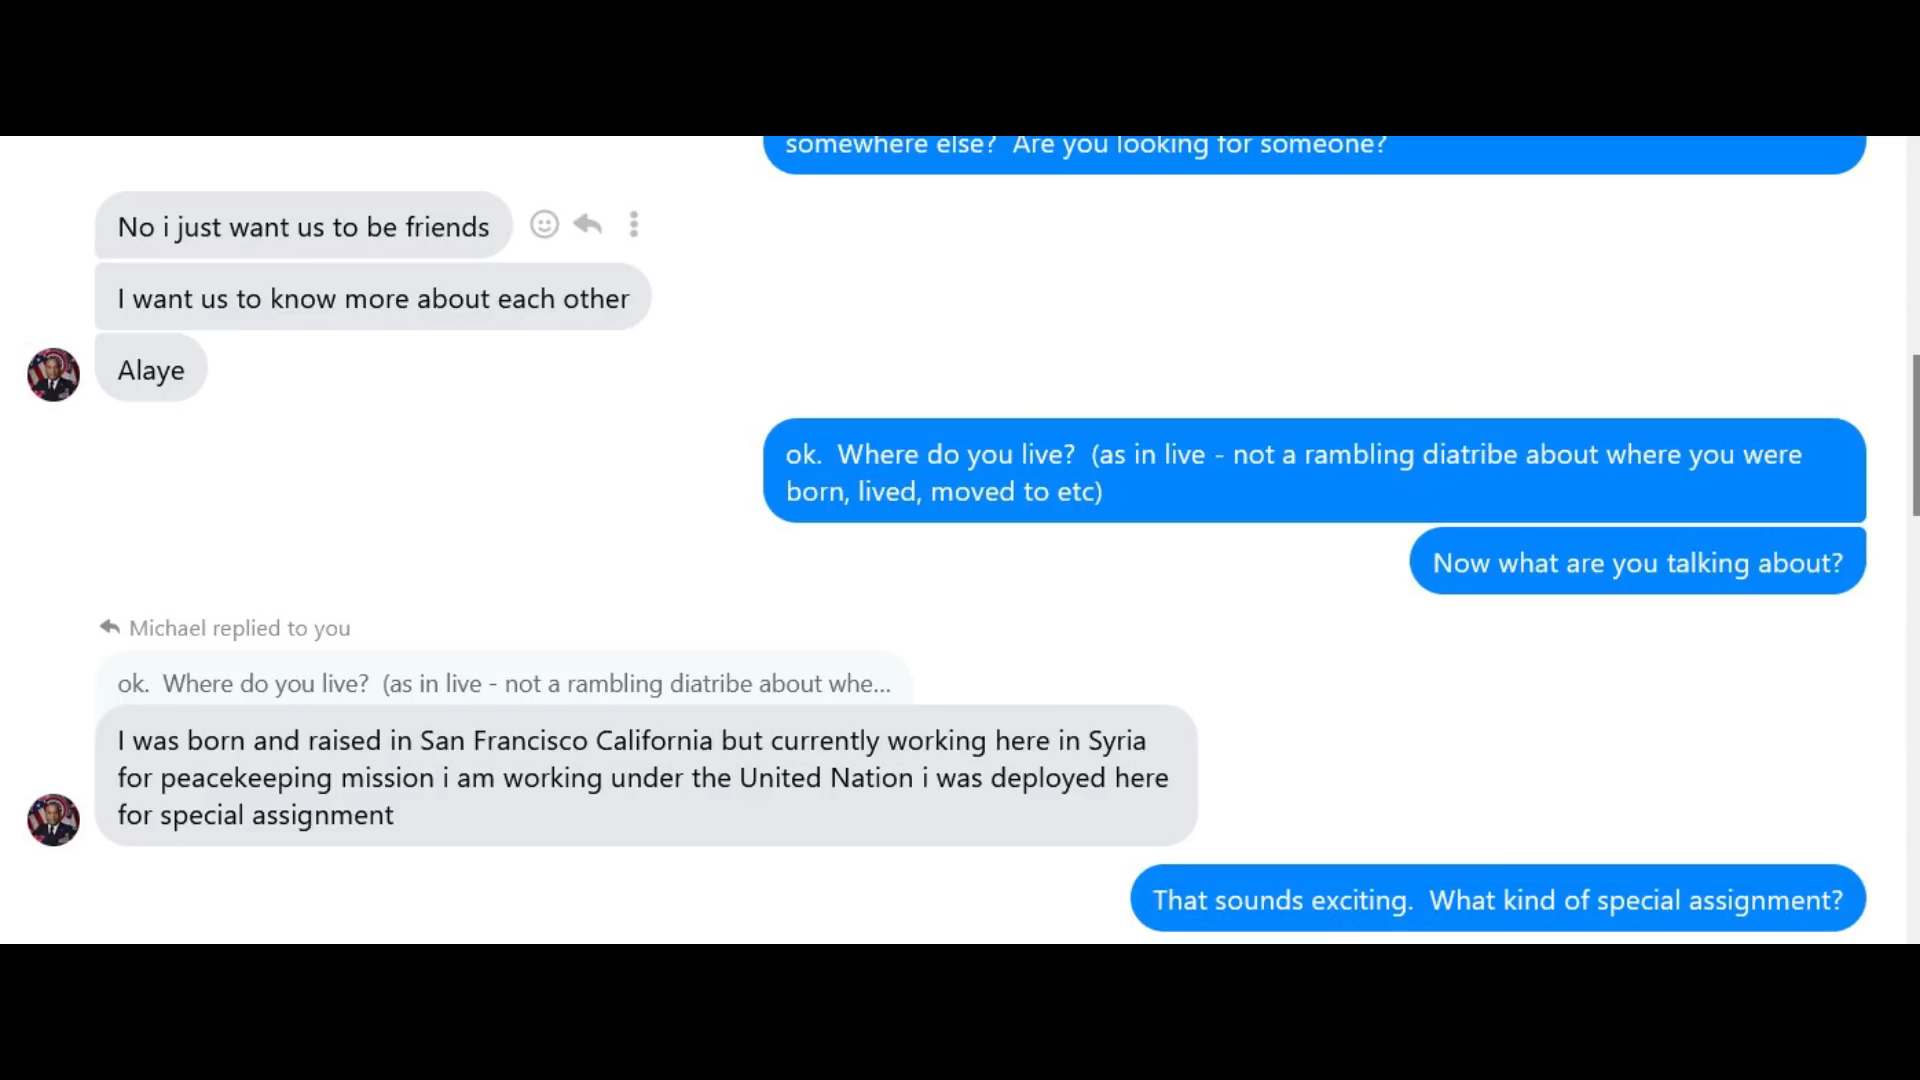 somewhere else?  Are you looking for someone?
No i just want us to be friends
I want us to know more about each other
Alaye
ok.  Where do you live?  (as in live - not a rambling diatribe about where you were
born, lived, moved to etc)
Now what are you talking about?
Michael replied to you
ok.  Where do you live?  (as in live - not a rambling diatribe about whe...
I was born and raised in San Francisco California but currently working here in Syria
for peacekeeping mission i am working under the United Nation i was deployed here
for special assignment
That sounds exciting.  What kind of special assignment?